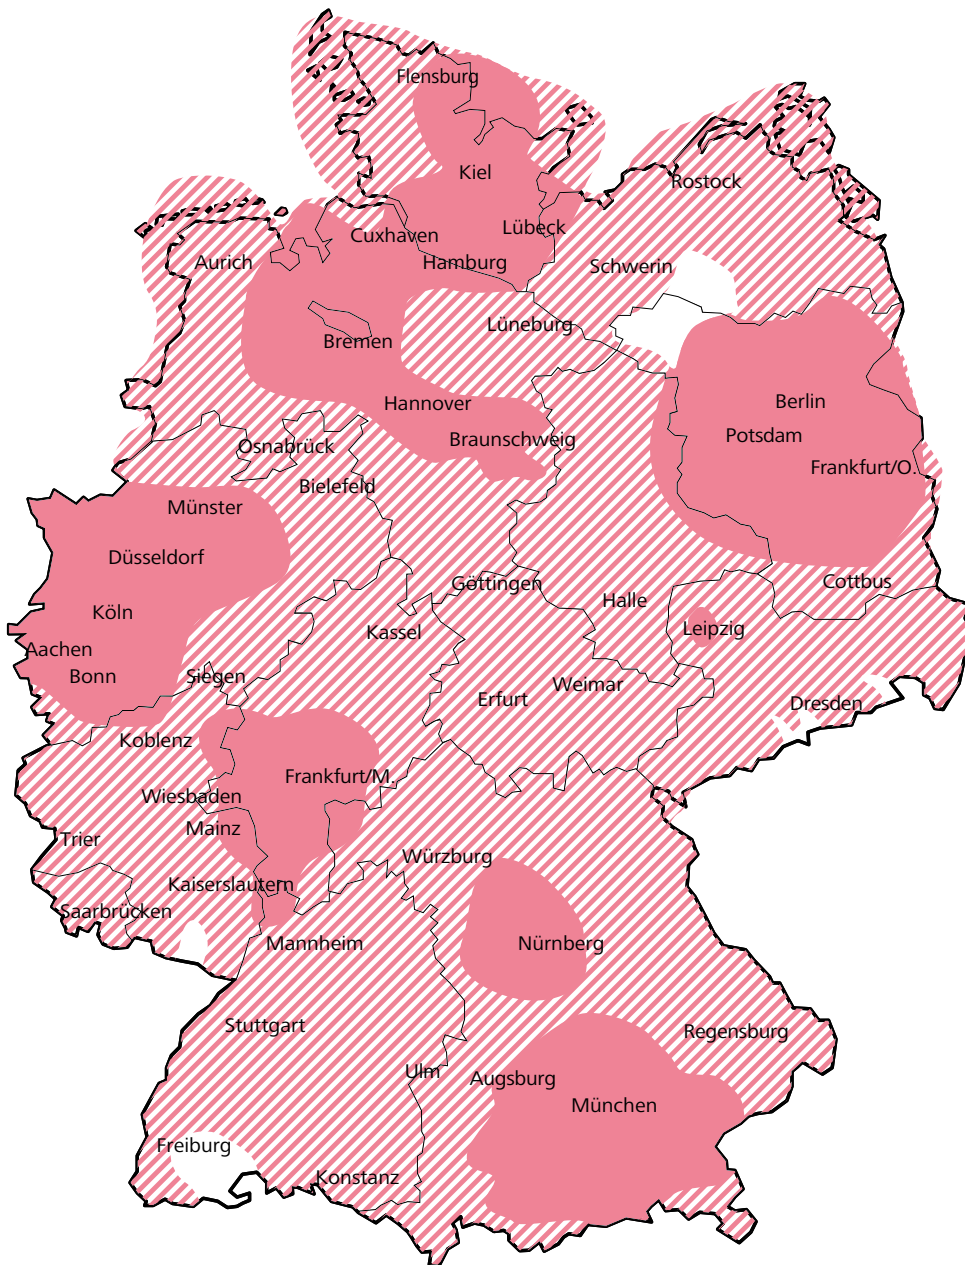 Flensburg
Kiel
Rostock
Cuxhaven
Lübeck
Aurich
Hamburg
Schwerin
Lüneburg
Bremen
Hannover
Berlin
Braunschweig
Potsdam
Osnabrück
Frankfurt/O.
Bielefeld
Münster
Düsseldorf
Göttingen
Cottbus
Halle
Köln
Kassel
Leipzig
Aachen
Bonn
Siegen
Weimar
Erfurt
Dresden
Koblenz
Frankfurt/M.
Wiesbaden
Mainz
Trier
Würzburg
Kaiserslautern
Saarbrücken
Mannheim
Nürnberg
Stuttgart
Regensburg
Ulm
Augsburg
München
Freiburg
Konstanz